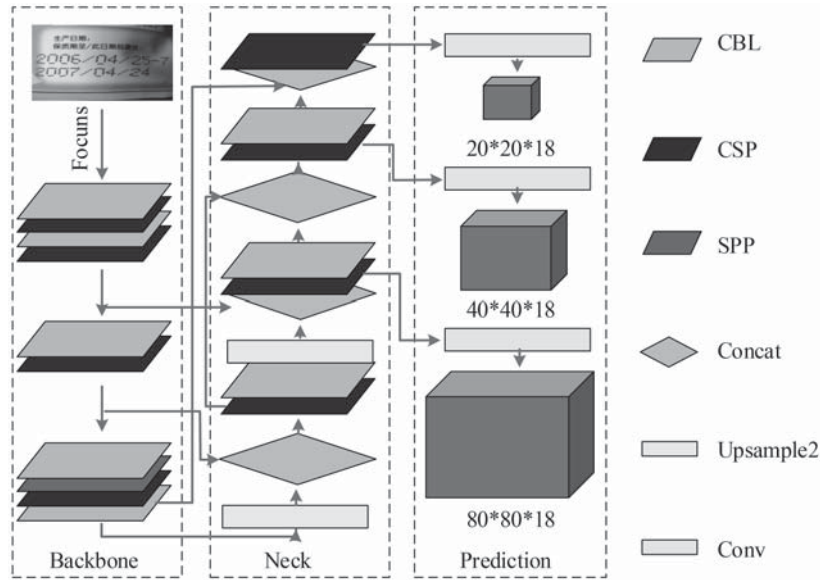 生产日期:
2006/04/25-7
2007/04/24
Focuns
20*20*18
40*40*18
80*80*18
Backbone
Neck
Prediction
CBL
CSP
SPP
Concat
Upsample2
Conv